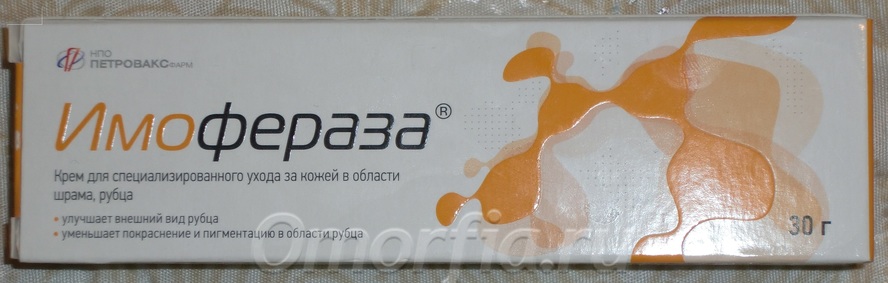 НПО
ПЕТРОВАКС ФАРМ
Имофераза®
Крем для специализированного ухода за кожей в области
шрама, рубца
• улучшает внешний вид рубца
• уменьшает покраснение и пигментацию в области рубца
30 г
Omorfia.ru